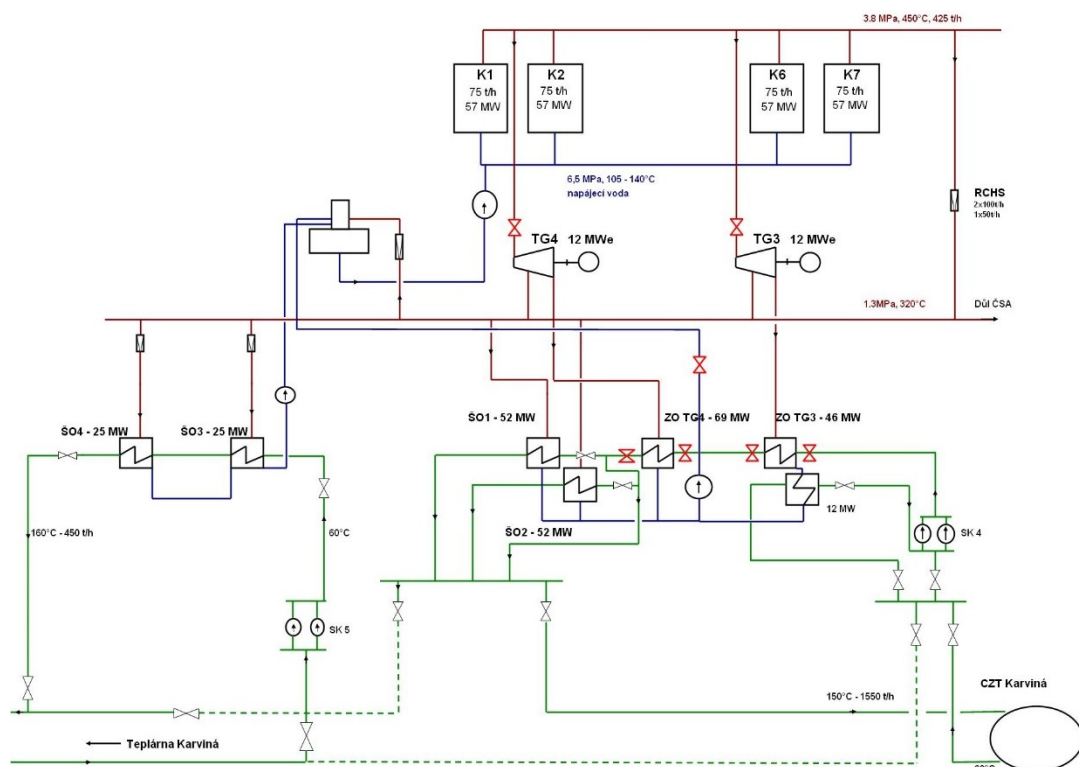 3.8 MPa, 450°C, 425 t/h
K1
75 t/h
57 MW
K2
75 t/h
57 MW
K6
75 t/h
57 MW
K7
75 t/h
57 MW
6,5 MPa, 105 - 140°C
napájecí voda
RCHS
2x100t/h
1x50t/h
TG4
12 MWe
TG3
12 MWe
1.3MPa, 320°C
Důl ČSA
ŠO4 - 25 MW
ŠO3 - 25 MW
ŠO1 - 52 MW
ZO TG4 - 69 MW
ZO TG3 - 46 MW
ŠO2 - 52 MW
12 MW
SK 4
160°C - 450 t/h
60°C
SK 5
150°C - 1550 t/h
CZT Karviná
Teplárna Karviná